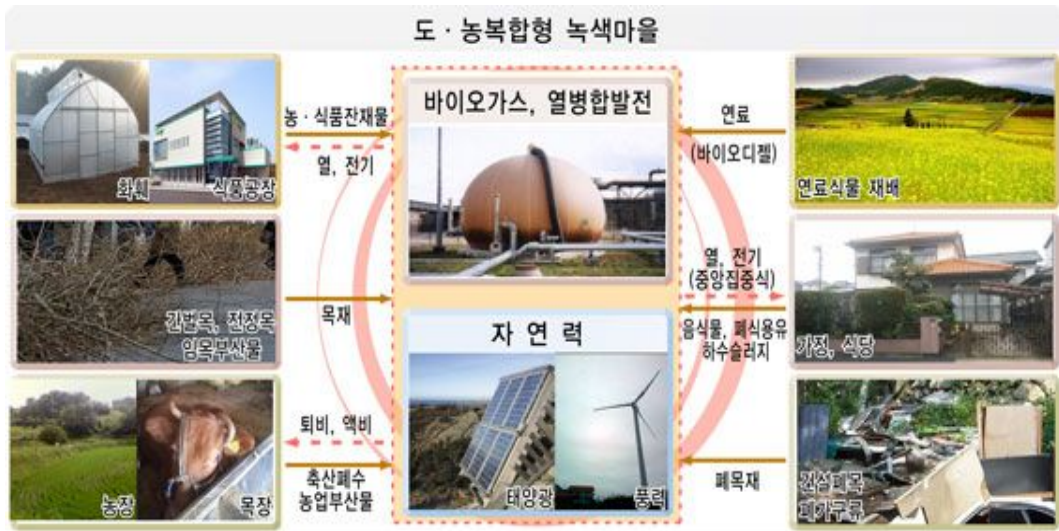 도·농복합형 녹색마을
화훼
식품공장
농·식품잔재물
열, 전기
바이오가스, 열병합발전
연료
(바이오디젤)
연료식물 재배
간벌목, 전정목
임목부산물
목재
열, 전기
(중앙집중식)
음식물, 폐식용유
하수슬러지
가정, 식당
자 연 력
태양광
풍력
농장
목장
퇴비, 액비
축산폐수
농업부산물
폐목재
건설폐목
폐가구류